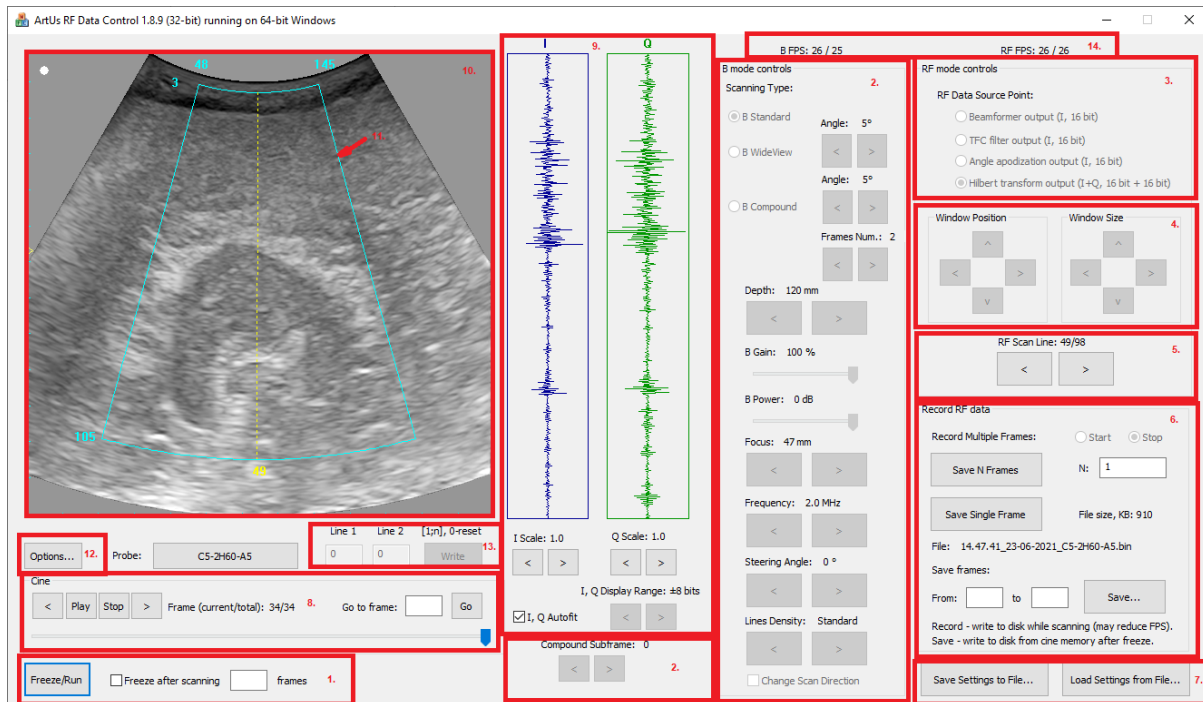 ArtUs RF Data Control 1.8.9 (32-bit) running on 64-bit Windows
10.
48
145
3
11.
105
49
Options...
12.
Probe:
C5-2H60-A5
Line 1 Line 2 [1;n], 0-reset
0 0 Write
13.
Cine
< Play Stop > Frame (current/total): 34/34 8. Go to frame: Go
Freeze/Run
Freeze after scanning frames
1.
I 9. Q
I Scale: 1.0 Q Scale: 1.0
< > < >
I, Q Display Range: ±8 bits
I, Q Autofit < >
Compound Subframe: 0
< >
2.
B FPS: 26 / 25 RF FPS: 26 / 26 14.
B mode controls
2.
Scanning Type:
B Standard
Angle: 5°
B WideView < >
Angle: 5°
B Compound < >
Frames Num.: 2
< >
Depth: 120 mm
< >
B Gain: 100 %
B Power: 0 dB
Focus: 47 mm
< >
Frequency: 2.0 MHz
< >
Steering Angle: 0 °
< >
Lines Density: Standard
< >
Change Scan Direction
RF mode controls
3.
RF Data Source Point:
Beamformer output (I, 16 bit)
TFC filter output (I, 16 bit)
Angle apodization output (I, 16 bit)
Hilbert transform output (I+Q, 16 bit + 16 bit)
Window Position Window Size
4.
^ ^
< > < >
v v
RF Scan Line: 49/98
< >
5.
Record RF data
6.
Record Multiple Frames: Start Stop
Save N Frames N: 1
Save Single Frame File size, KB: 910
File: 14.47.41_23-06-2021_C5-2H60-A5.bin
Save frames:
From: to Save...
Record - write to disk while scanning (may reduce FPS).
Save - write to disk from cine memory after freeze.
Save Settings to File... Load Settings from File... 7.